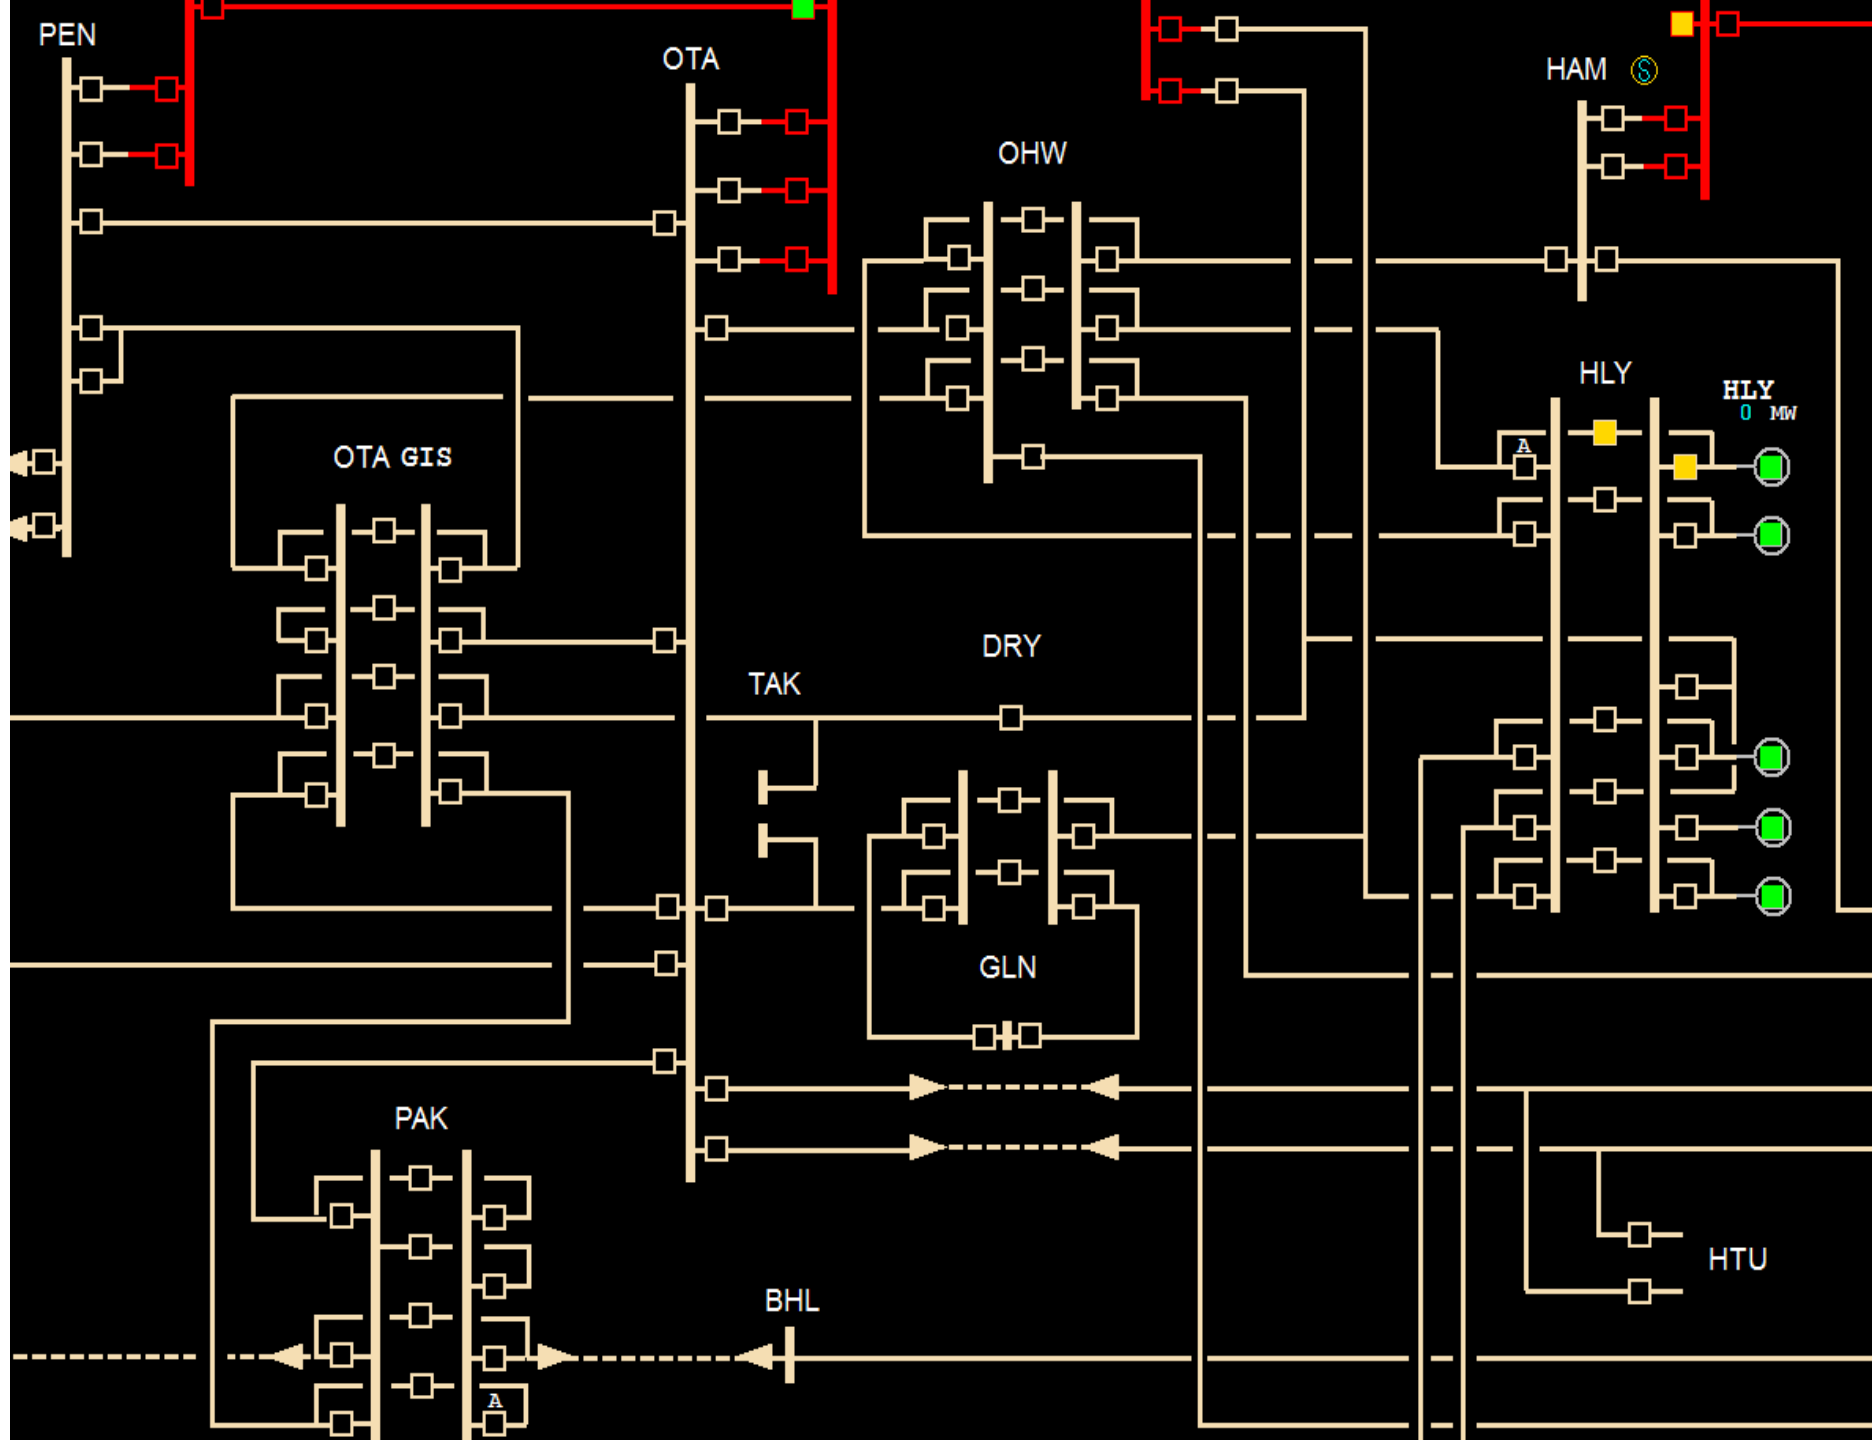 PEN
OTA
HAM Ⓢ
OHW
HLY
HLY
0 MW
A
OTA GIS
DRY
TAK
GLN
PAK
HTU
BHL
A